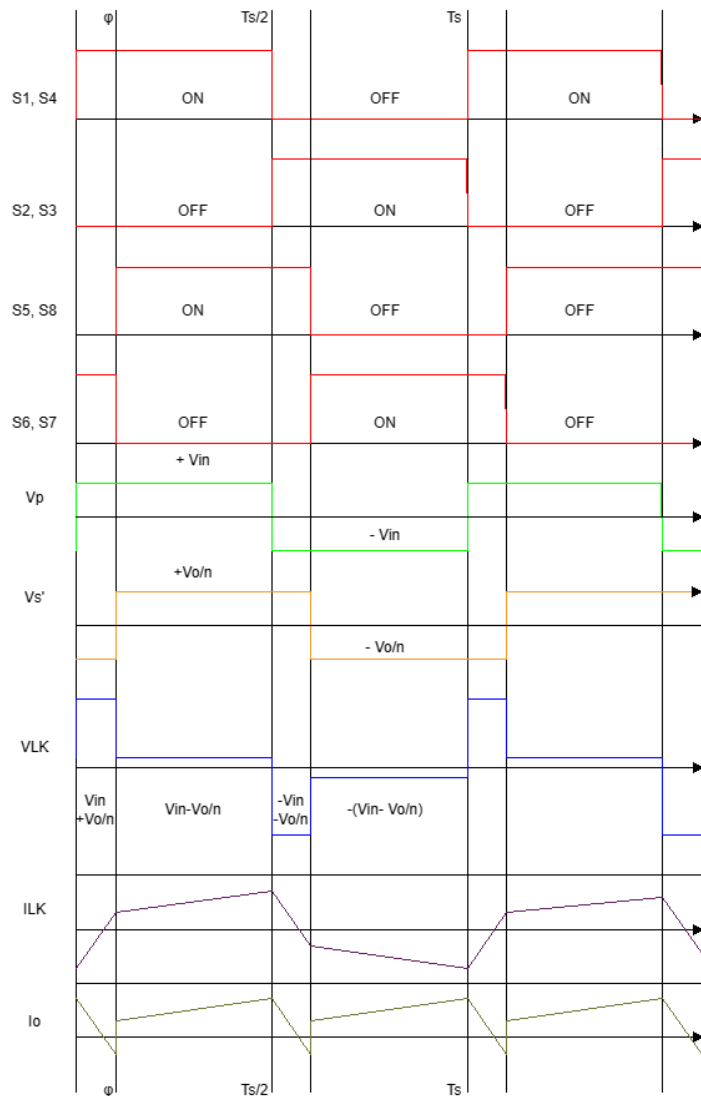 φ Ts/2 Ts
S1, S4 ON OFF ON
S2, S3 OFF ON OFF
S5, S8 ON OFF OFF
S6, S7 OFF ON OFF
+ Vin
Vp
- Vin
+Vo/n
Vs'
- Vo/n
VLK
Vin
+Vo/n
Vin-Vo/n
-Vin
-Vo/n
-(Vin- Vo/n)
ILK
Io
φ Ts/2 Ts